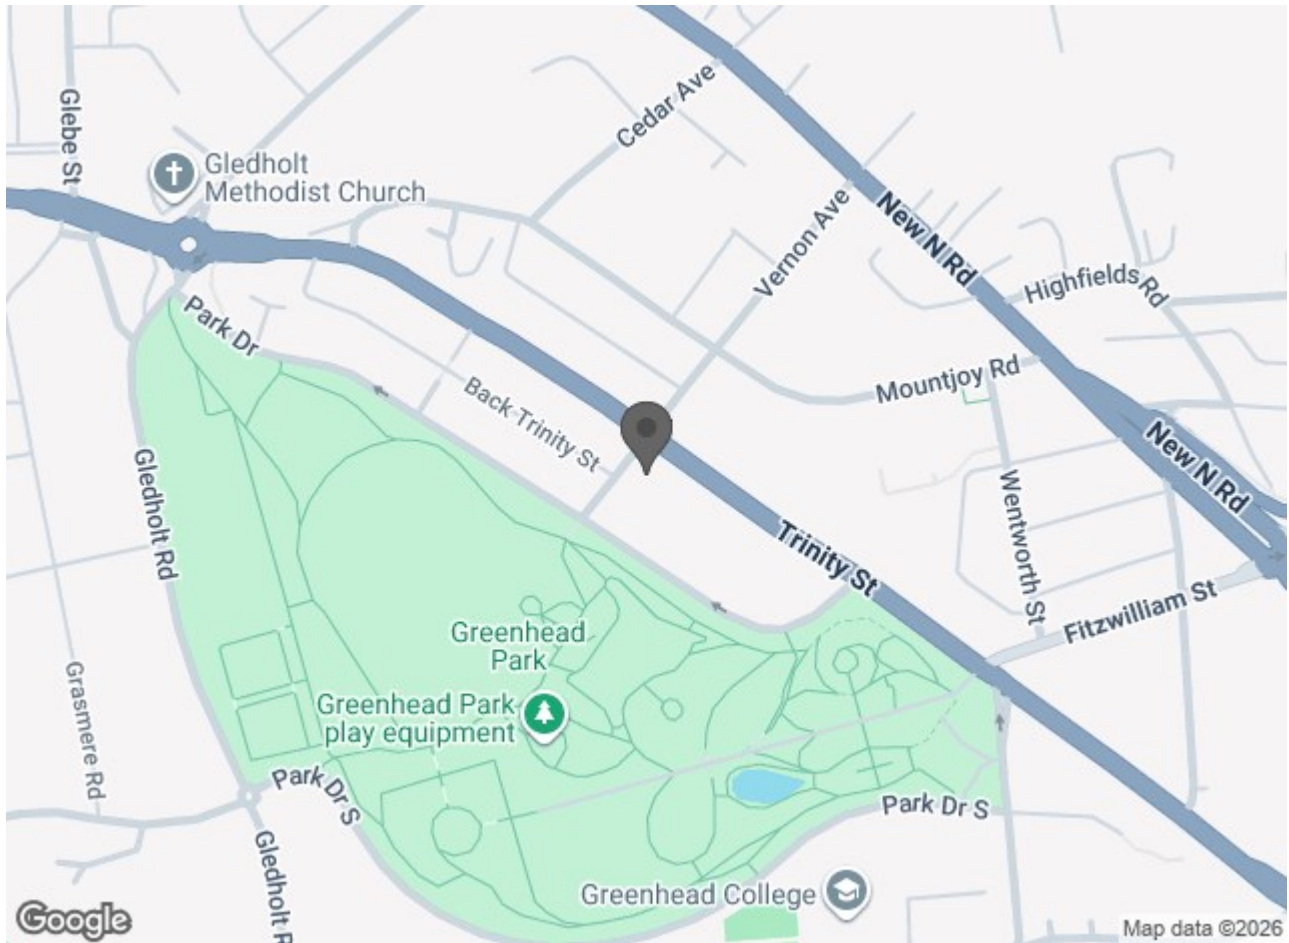 Glebe St
Cedar Ave
Gledholt
Methodist Church
Vernon Ave
New N Rd
Highfields Rd
Park Dr
Mountjoy Rd
Back Trinity St
New N Rd
Gledholt Rd
Wentworth St
Trinity St
Fitzwilliam St
Greenhead
Park
Grasmere Rd
Greenhead Park
play equipment
Park Dr S
Park Dr S
Gledholt R
Greenhead College
Google
Map data ©2026